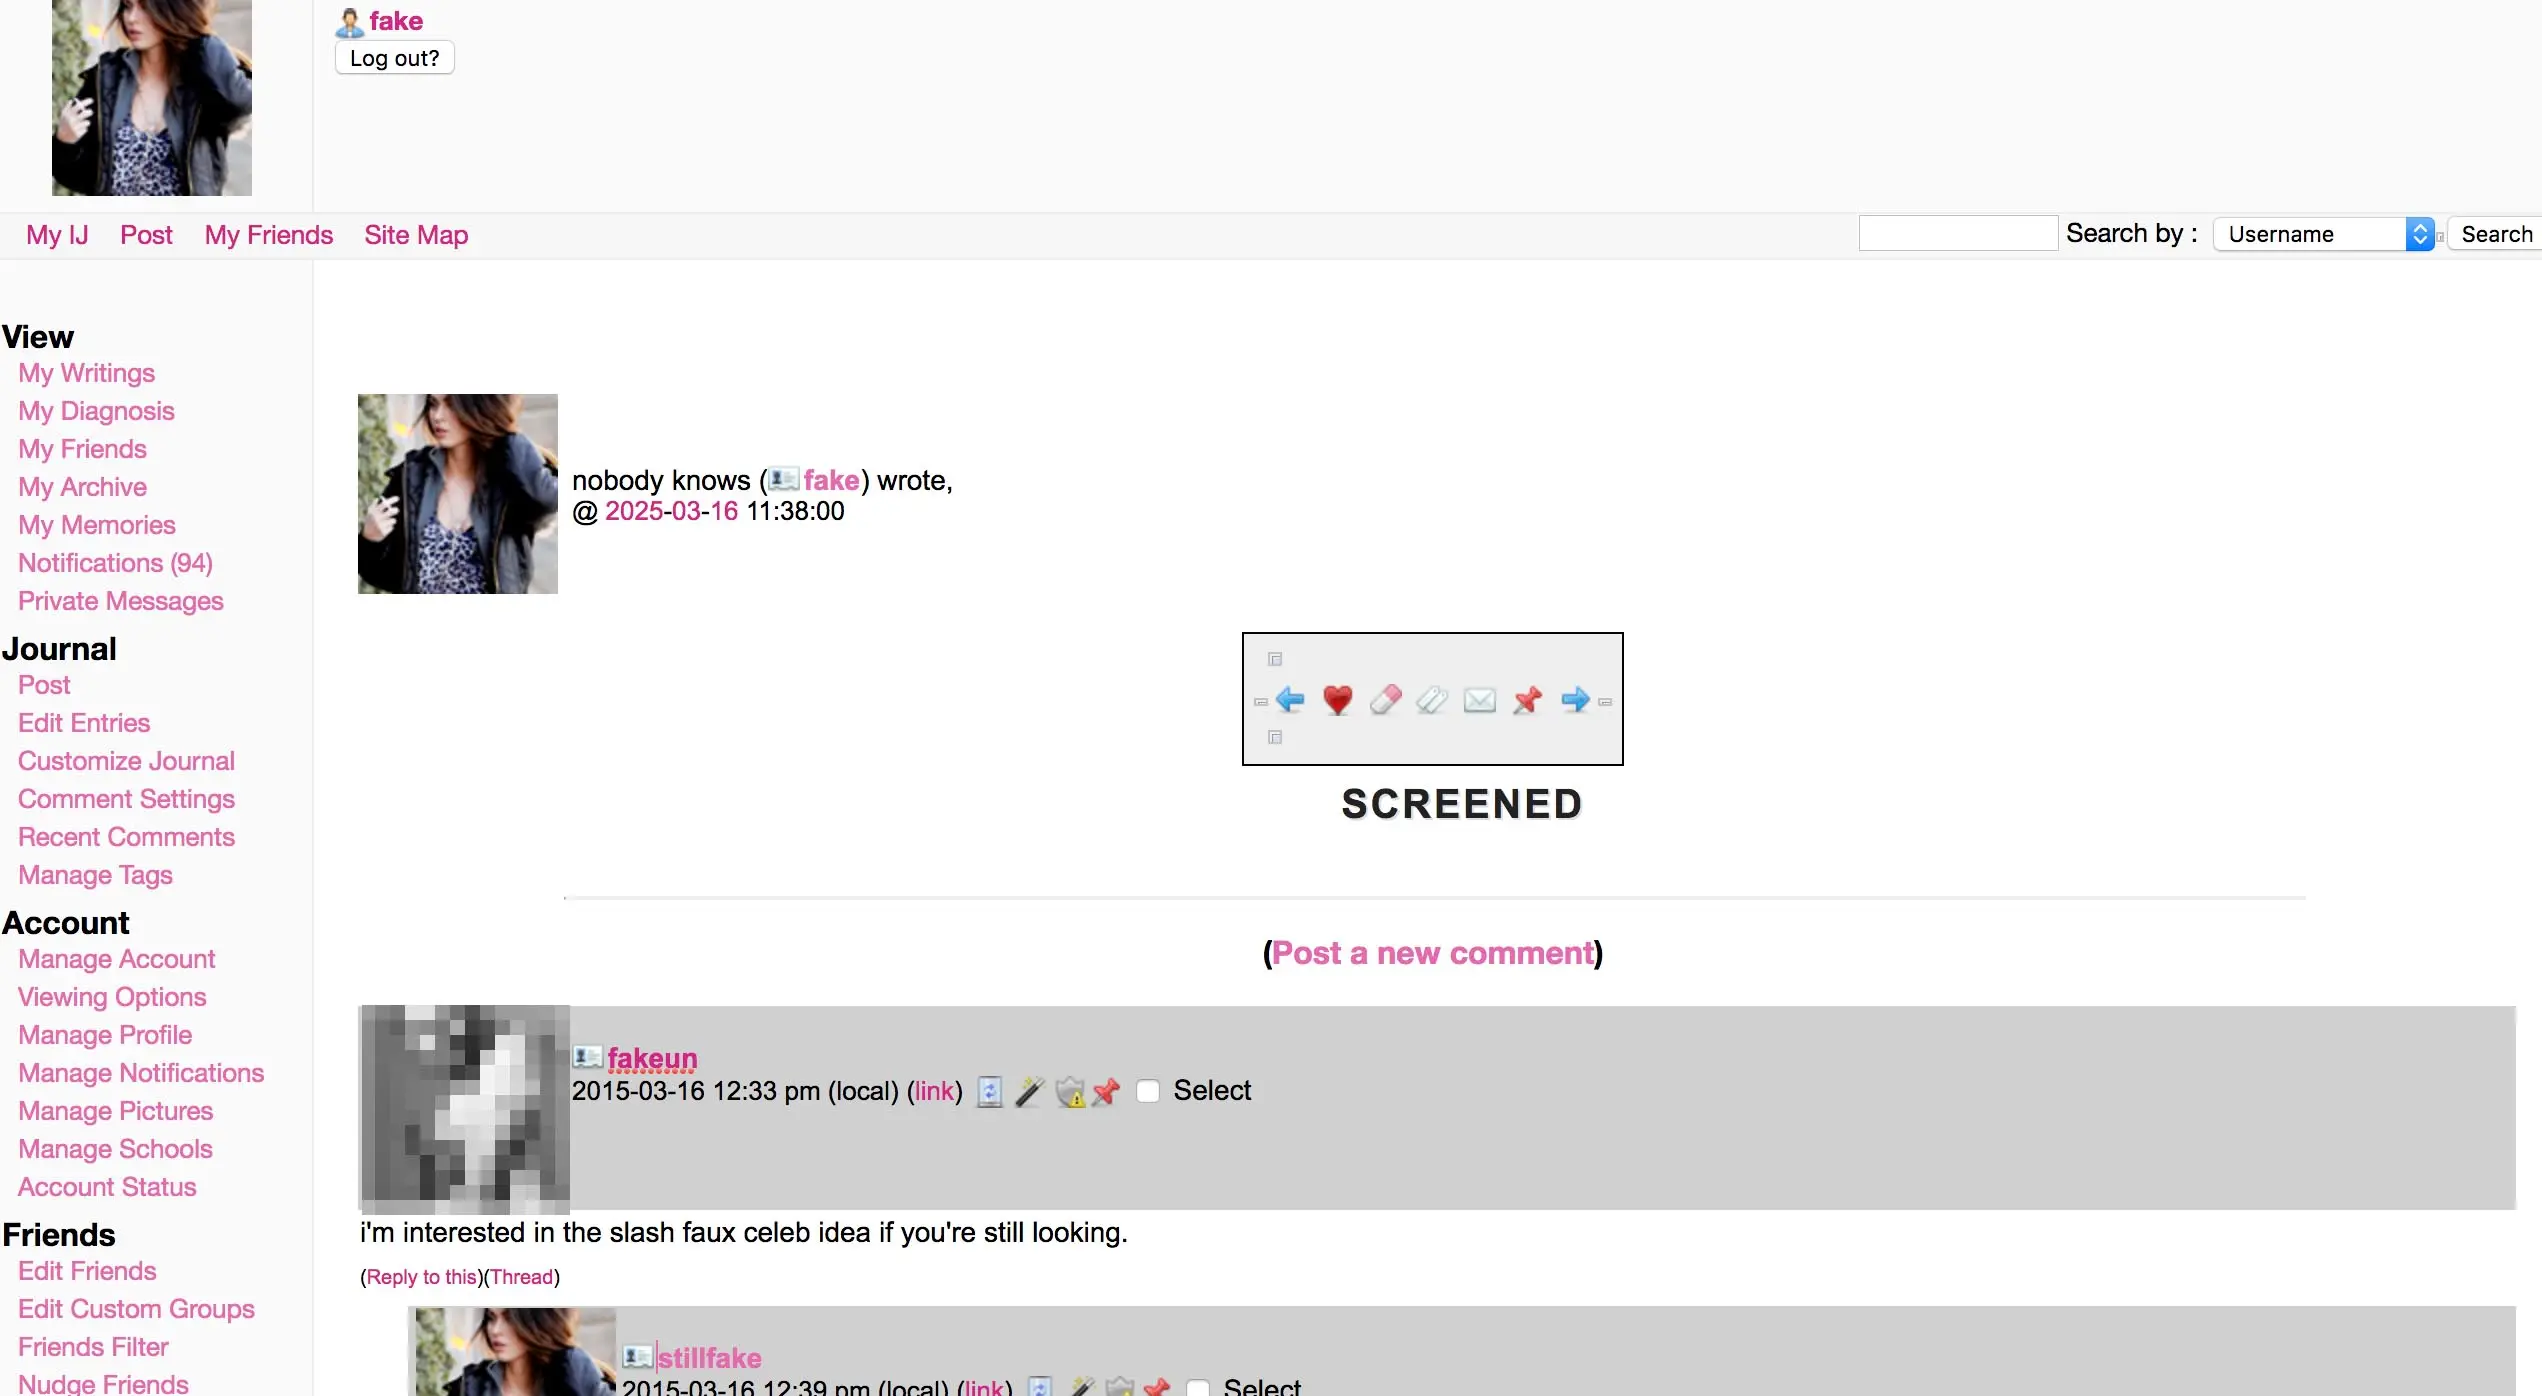 fake
Log out?
My IJ Post My Friends Site Map Search by : Username Search
View
My Writings
My Diagnosis
My Friends
My Archive
My Memories
Notifications (94)
Private Messages
Journal
Post
Edit Entries
Customize Journal
Comment Settings
Recent Comments
Manage Tags
Account
Manage Account
Viewing Options
Manage Profile
Manage Notifications
Manage Pictures
Manage Schools
Account Status
Friends
Edit Friends
Edit Custom Groups
Friends Filter
Nudge Friends
nobody knows (fake) wrote,
@ 2025-03-16 11:38:00
SCREENED
(Post a new comment)
fakeun
2015-03-16 12:33 pm (local) (link) Select
i'm interested in the slash faux celeb idea if you're still looking.
(Reply to this)(Thread)
stillfake
2015-03-16 12:39 pm (local) (link) Select